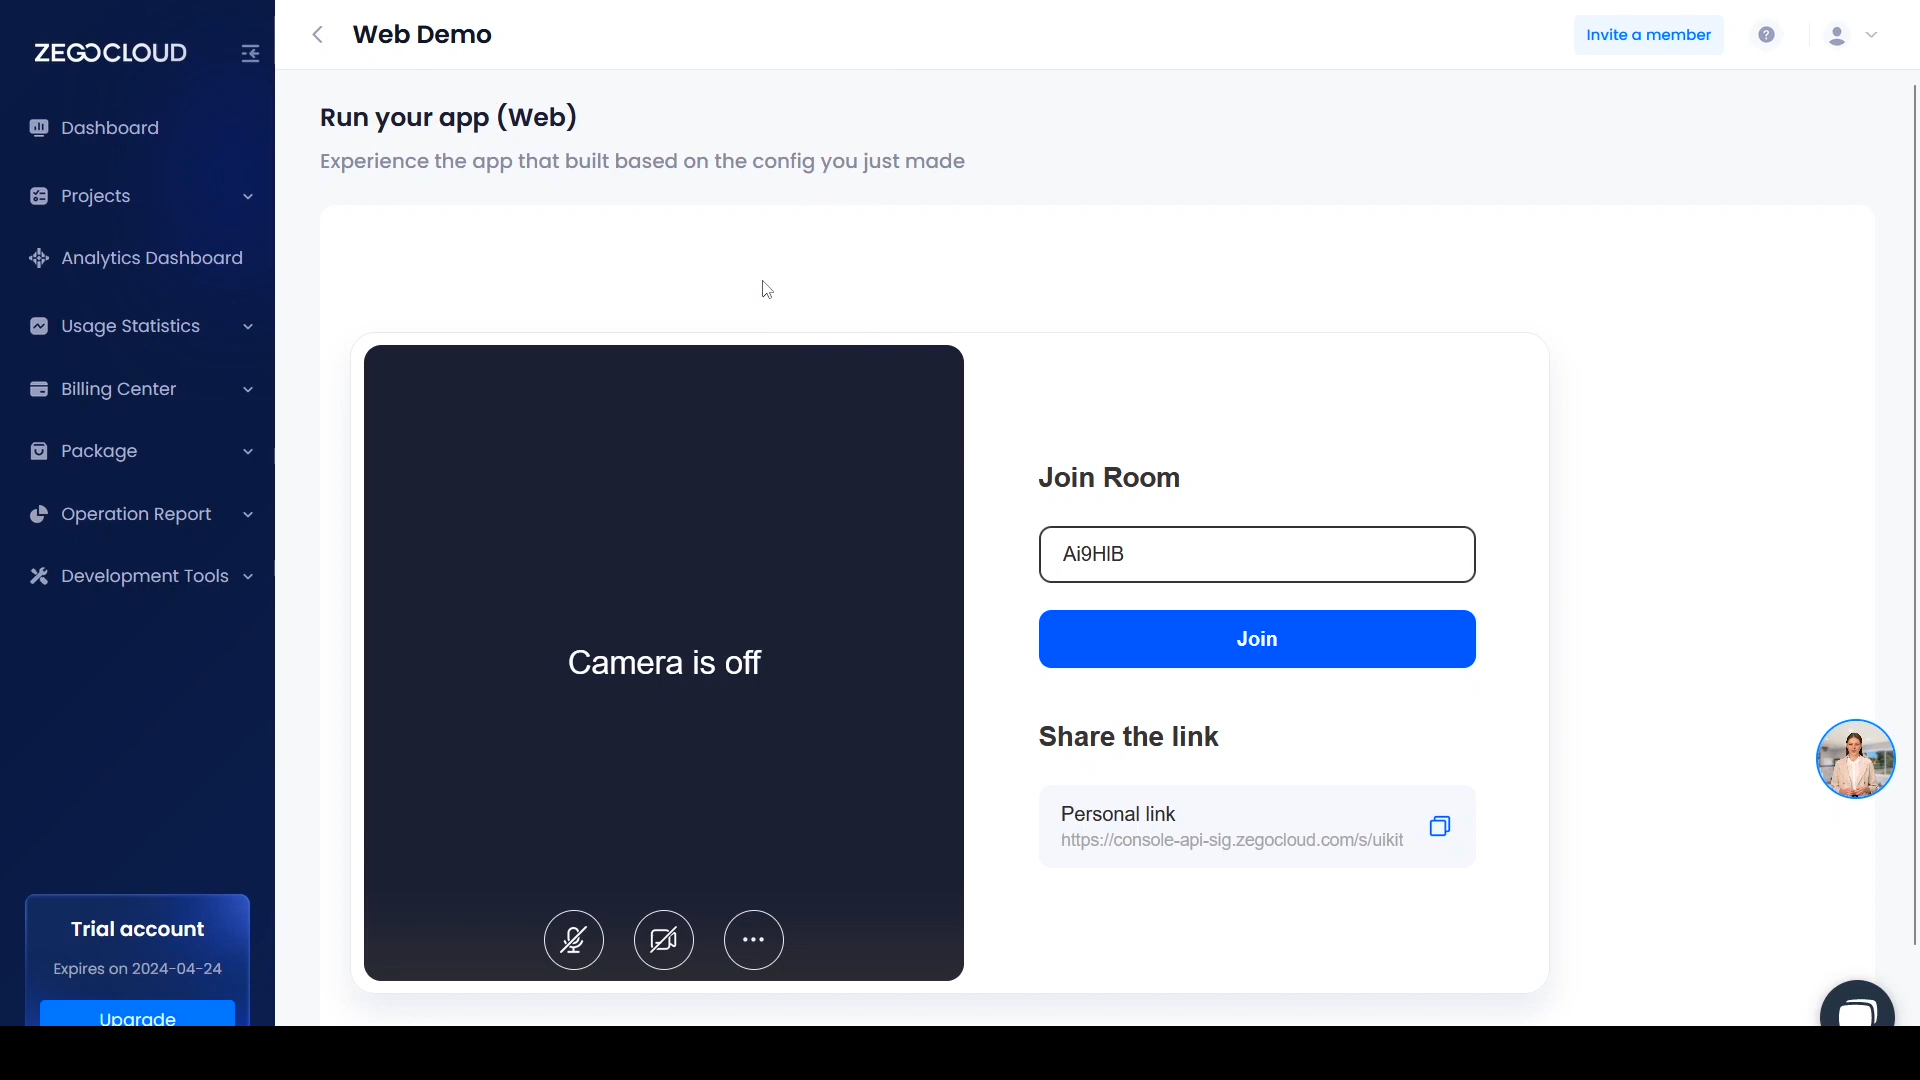 ZEGOCLOUD
Dashboard
Projects
Analytics Dashboard
Usage Statistics
Billing Center
Package
Operation Report
Development Tools
Trial account
Expires on 2024-04-24
Upgrade
Web Demo
Invite a member
?
Run your app (Web)
Experience the app that built based on the config you just made
Camera is off
Join Room
Ai9HlB
Join
Share the link
Personal link
https://console-api-sig.zegocloud.com/s/uikit